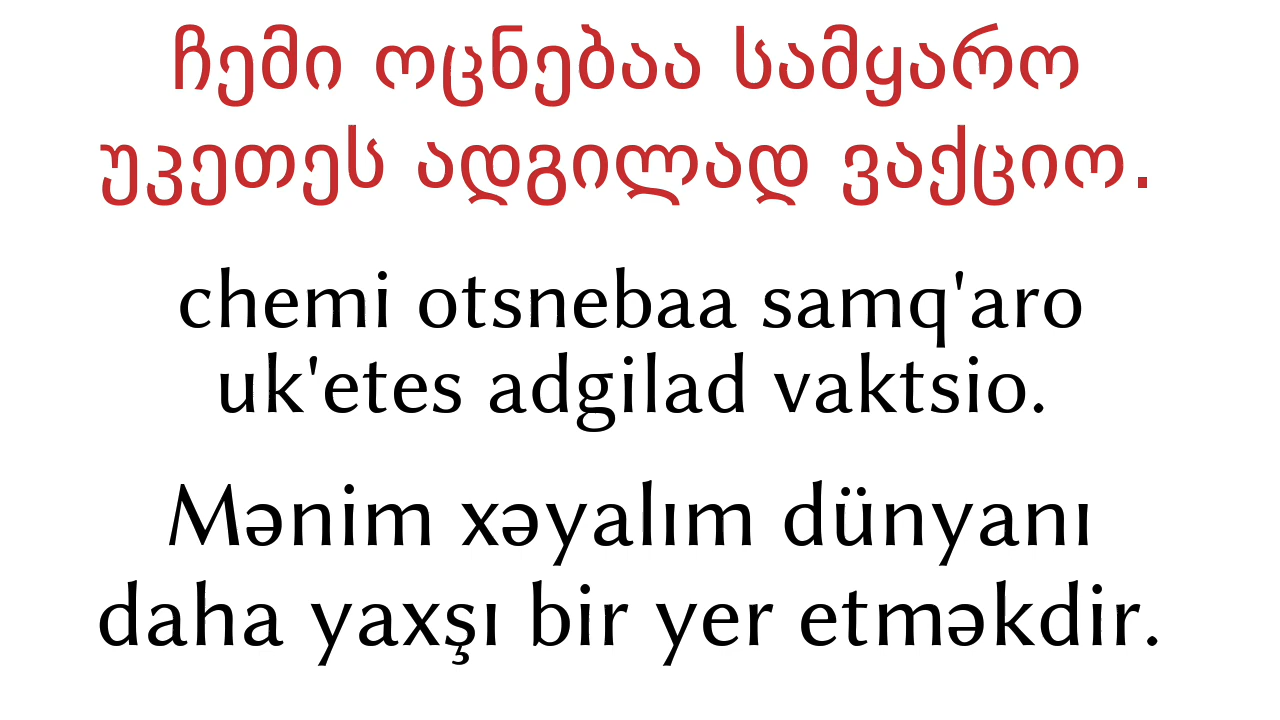 ჩემი ოცნებაა სამყარო
უკეთეს ადგილად ვაქციო.
chemi otsnebaa samq'aro
uk'etes adgilad vaktsio.
Mənim xəyalım dünyanı
daha yaxşı bir yer etməkdir.